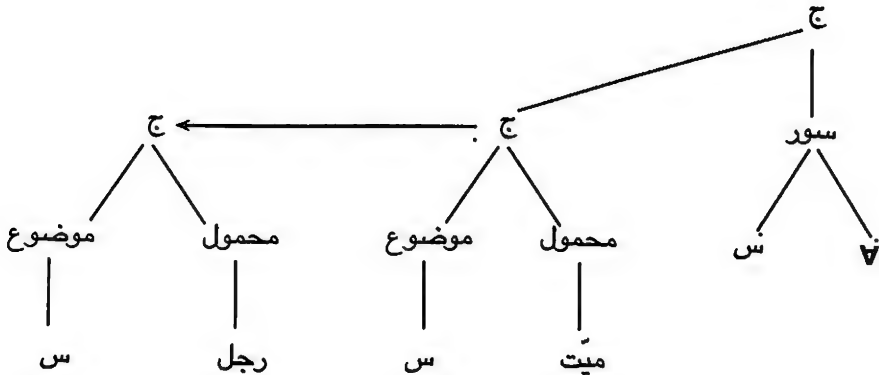 ج
ج ج
سور
موضوع محمول موضوع محمول
∀ س
ميّت س رجل س